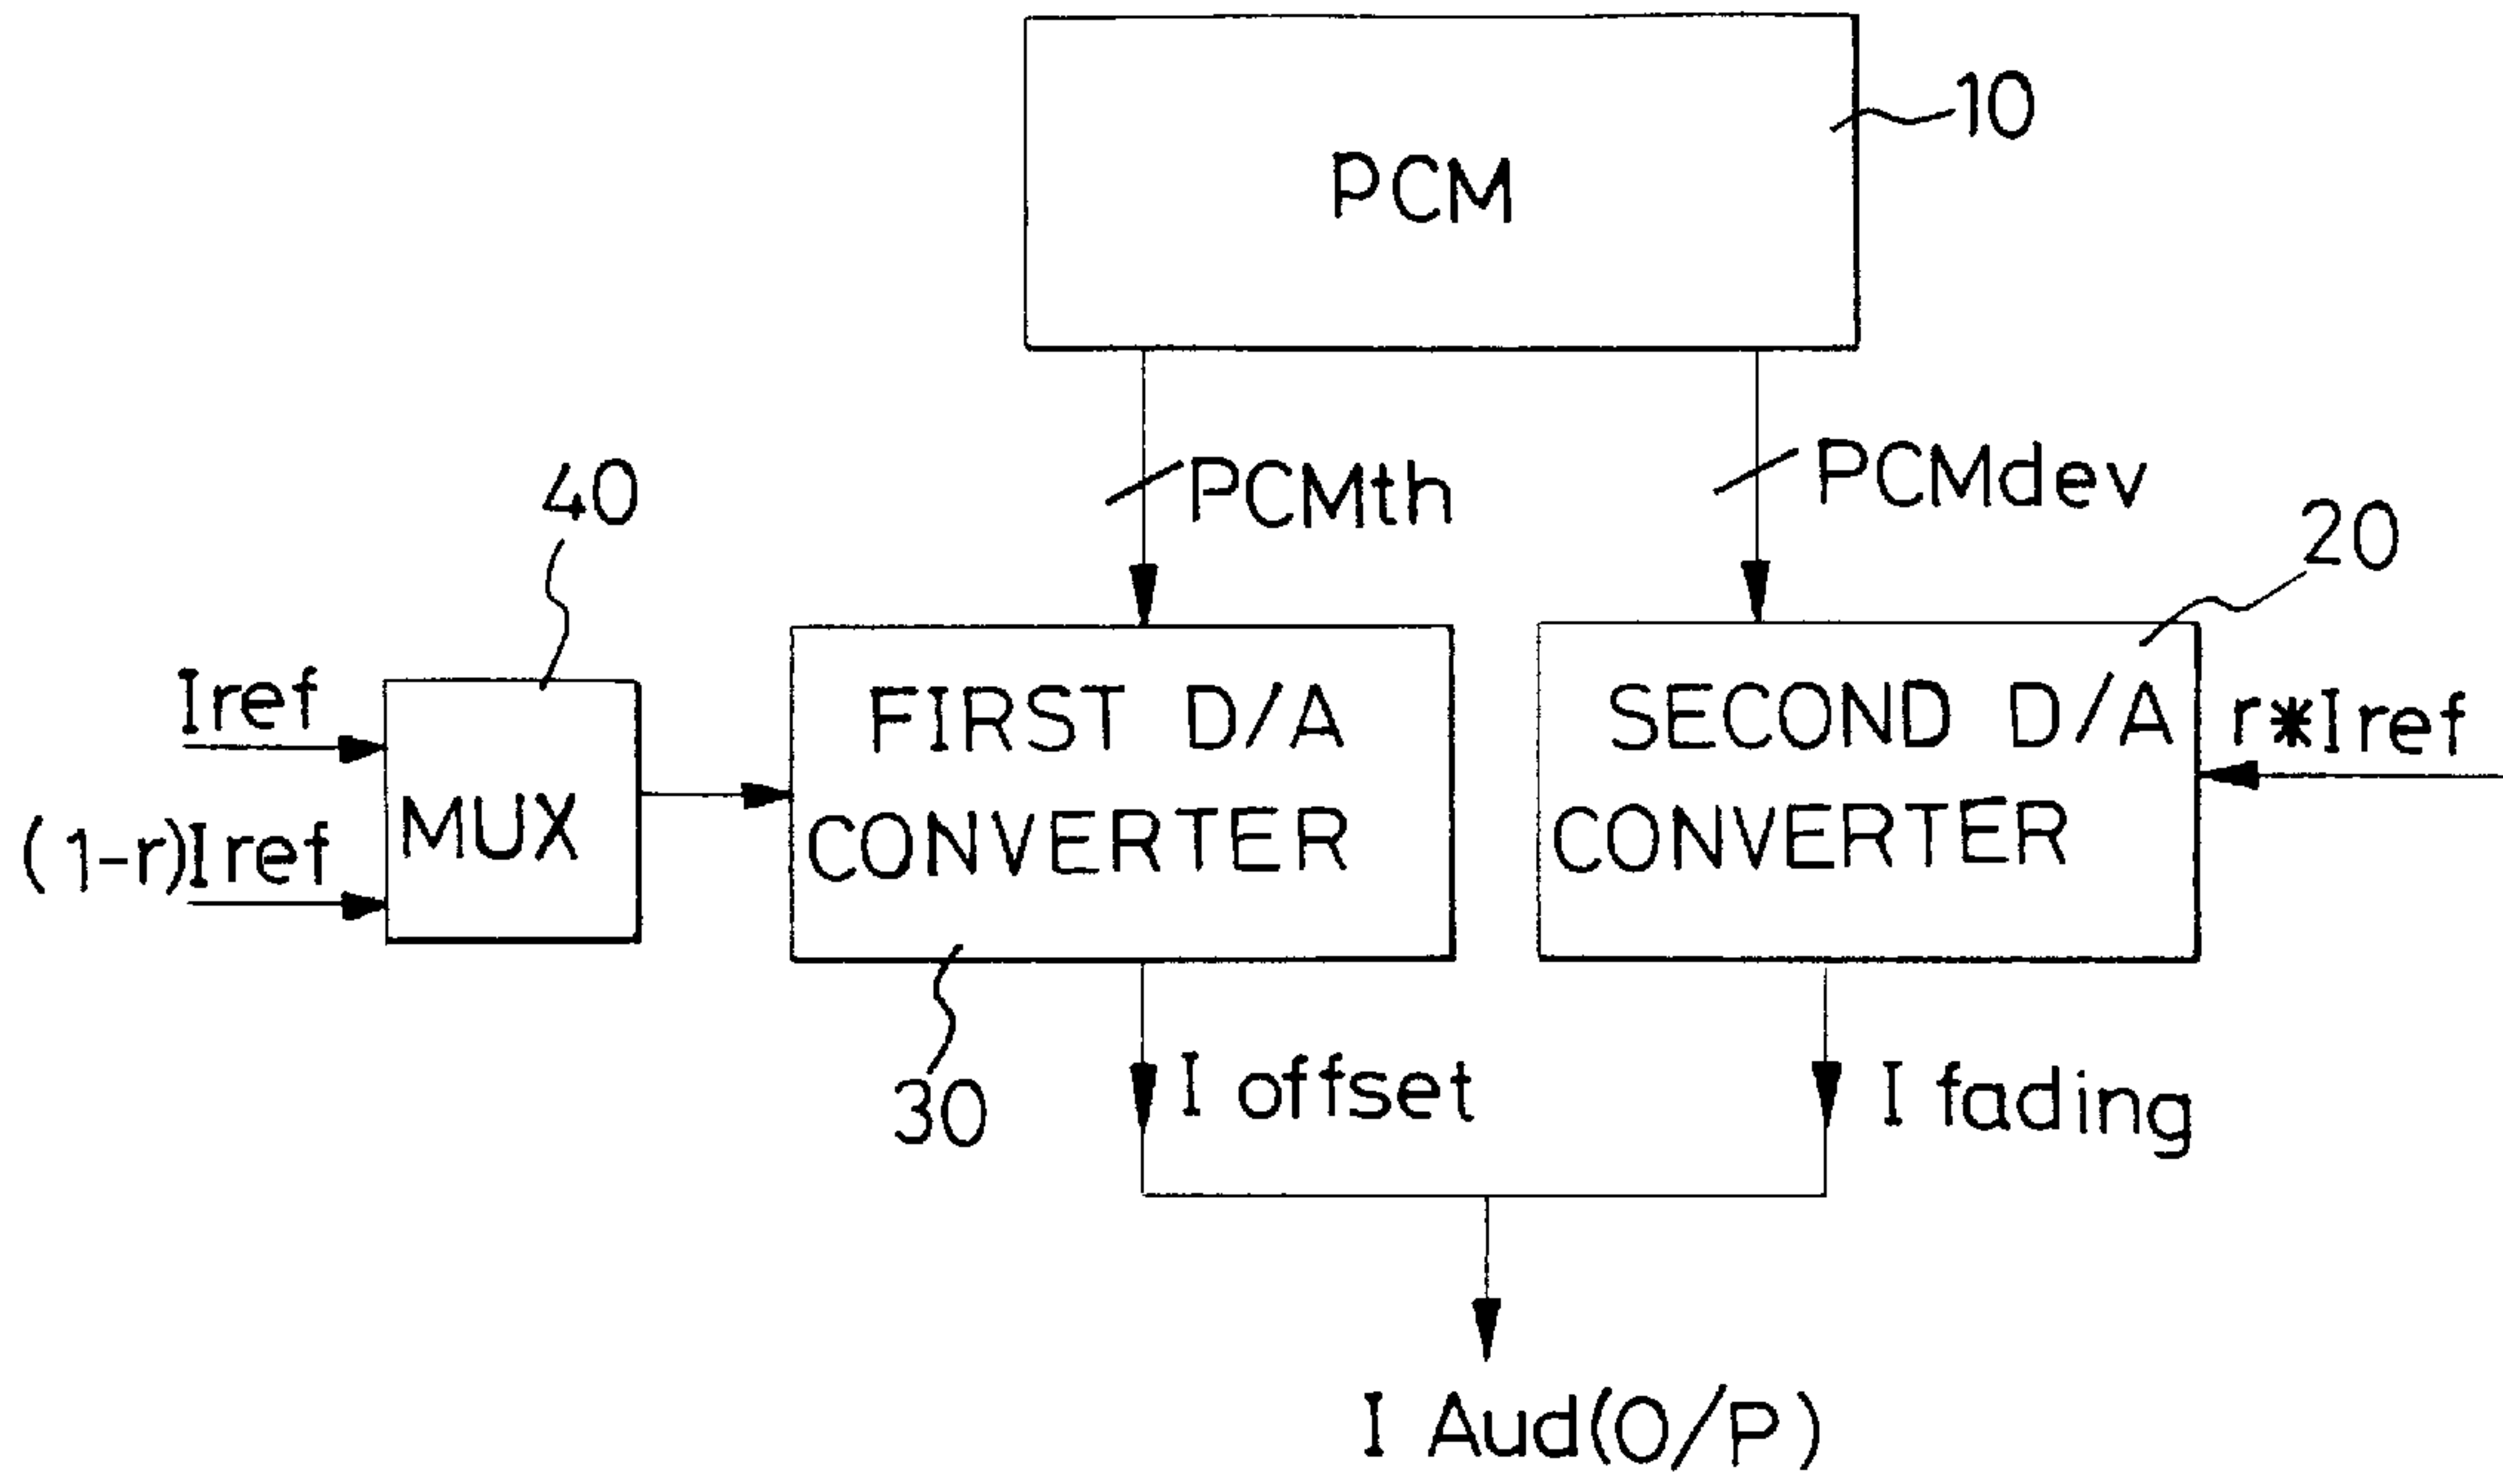 10
PCM
PCMth
PCMdev
40
20
Iref
(1-r)Iref
MUX
FIRST D/A
CONVERTER
SECOND D/A
CONVERTER
r*Iref
30
I offset
I fading
I Aud(O/P)